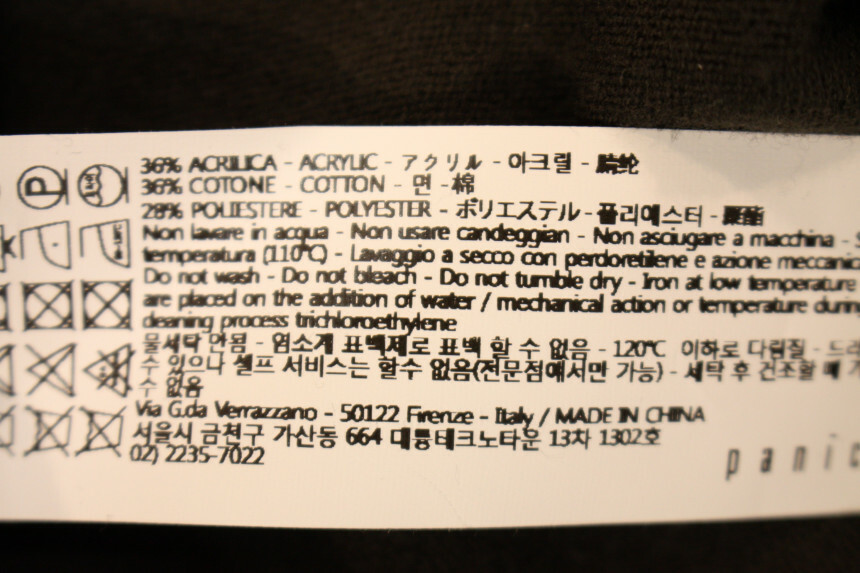 P
36% ACRILICA - ACRYLIC - アクリル - 아크릴 -
36% COTONE - COTTON - 면 - 棉
28% POLIESTERE - POLYESTER - ポリエステル - 폴리에스터 - 聚酯
Non lavare in acqua - Non usare candeggian - Non asciugare a macchina - S
temperatura (110°C) - Lavaggio a secco con perdoretilene e azione meccanic
Do not wash - Do not bleach - Do not tumble dry - Iron at low temperature
are placed on the addition of water / mechanical action or temperature durin
cleaning process trichloroethylene
물세탁 안됨 - 염소계 표백제로 표백 할 수 없음 - 120°C 이하로 다림질 - 드라
수 있으나 셀프 서비스는 할수 없음(전문점에서만 가능) - 세탁 후 건조할 때 기
수 없음
Via G.da Verrazzano - 50122 Firenze - Italy / MADE IN CHINA
서울시 금천구 가산동 664 대륭테크노타운 13차 1302호
02) 2235-7022
panic